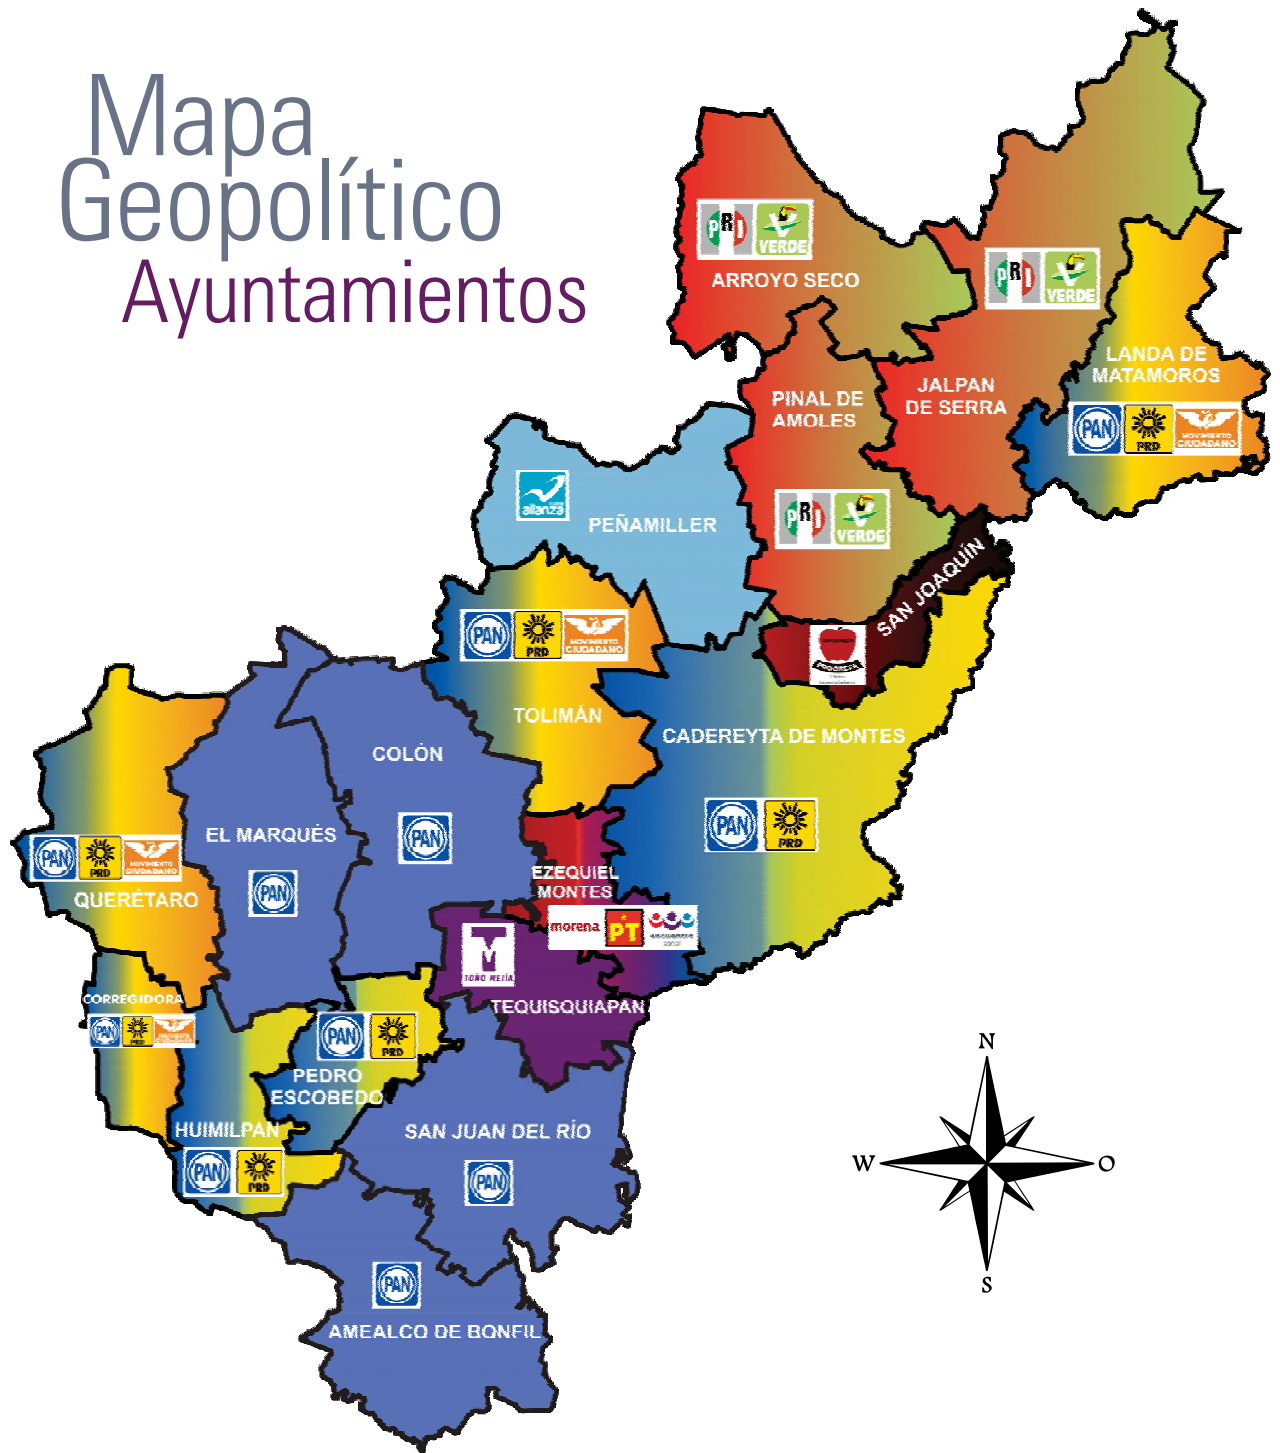 Mapa
Geopolítico
Ayuntamientos
PRI
VERDE
ARROYO SECO
PRI
VERDE
JALPAN
DE SERRA
LANDA DE
MATAMOROS
PAN
PRD
MOVIMIENTO
CIUDADANO
PINAL DE
AMOLES
PRI
VERDE
alianza
PEÑAMILLER
SAN JOAQUÍN
PAN
PRD
MOVIMIENTO
CIUDADANO
TOLIMÁN
CADEREYTA DE MONTES
PAN
PRD
COLÓN
PAN
EL MARQUÉS
PAN
PAN
PRD
MOVIMIENTO
CIUDADANO
QUERÉTARO
EZEQUIEL
MONTES
morena
PT
encuentro
social
TM
TOÑO MEJÍA
TEQUISQUIAPAN
CORREGIDORA
PAN
PRD
PAN
PRD
PEDRO
ESCOBEDO
HUIMILPAN
PAN
PRD
SAN JUAN DEL RÍO
PAN
PAN
AMEALCO DE BONFIL
N
W
O
S